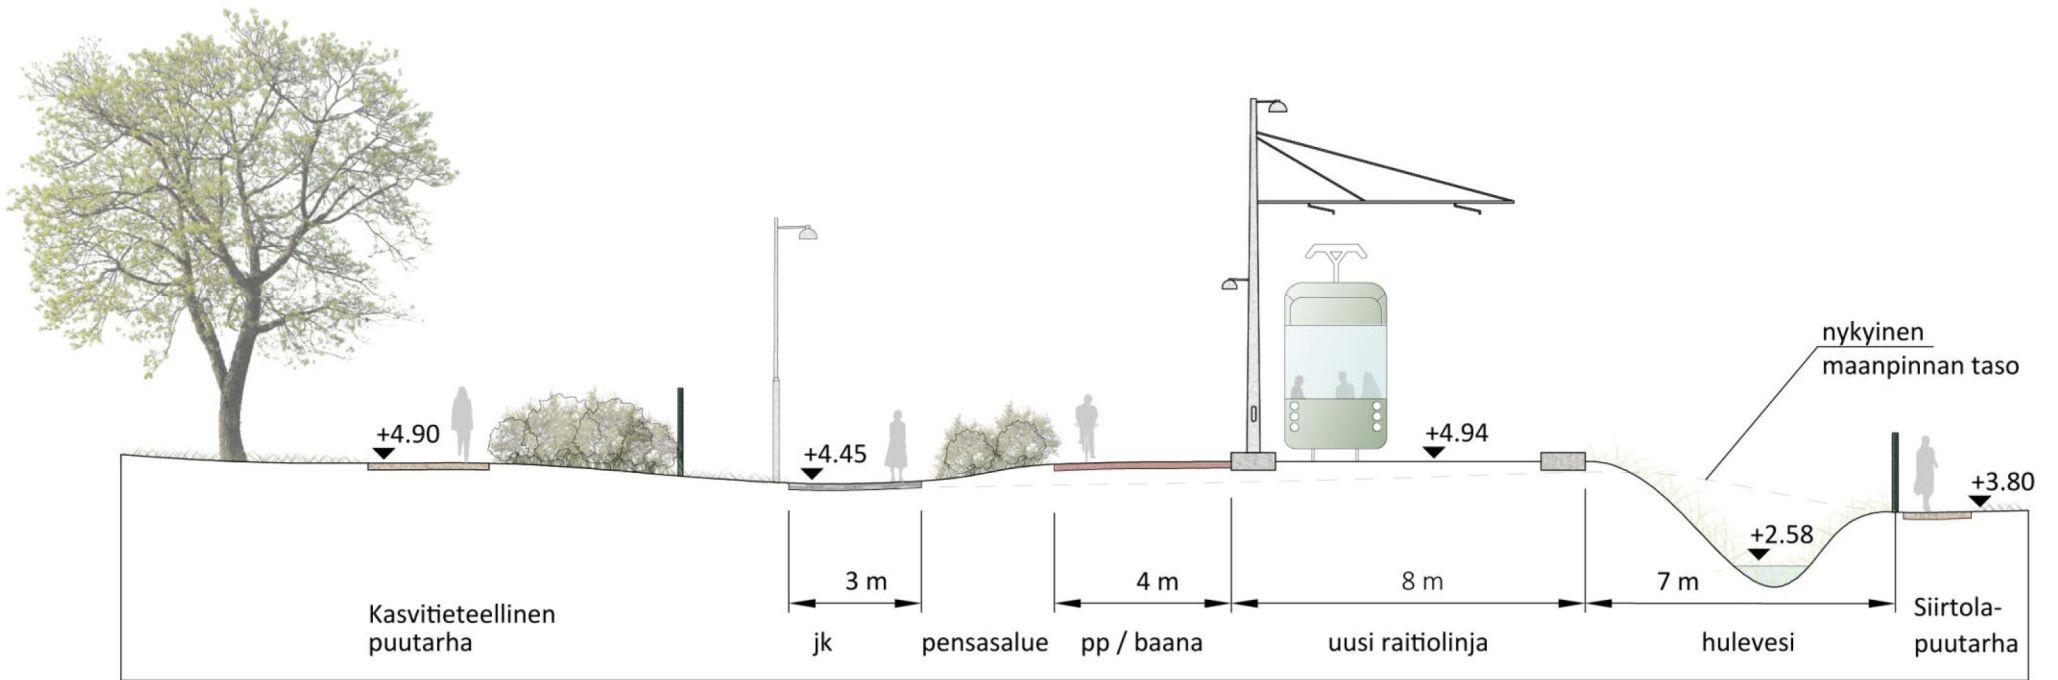 nykyinen
maanpinnan taso
+4.90
+4.45
+4.94
+3.80
+2.58
3 m
4 m
8 m
7 m
Kasvitieteellinen
puutarha
jk
pensasalue
pp / baana
uusi raitiolinja
hulevesi
Siirtola-
puutarha